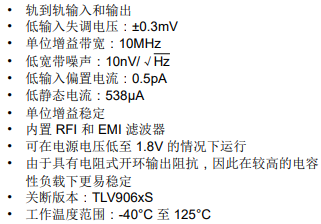 • 轨到轨输入和输出
• 低输入失调电压：±0.3mV
• 单位增益带宽：10MHz
• 低宽带噪声：10nV/√Hz
• 低输入偏置电流：0.5pA
• 低静态电流：538μA
• 单位增益稳定
• 内置 RFI 和 EMI 滤波器
• 可在电源电压低至 1.8V 的情况下运行
• 由于具有电阻式开环输出阻抗，因此在较高的电容
性负载下更易稳定
• 关断版本：TLV906xS
• 工作温度范围：-40°C 至 125°C